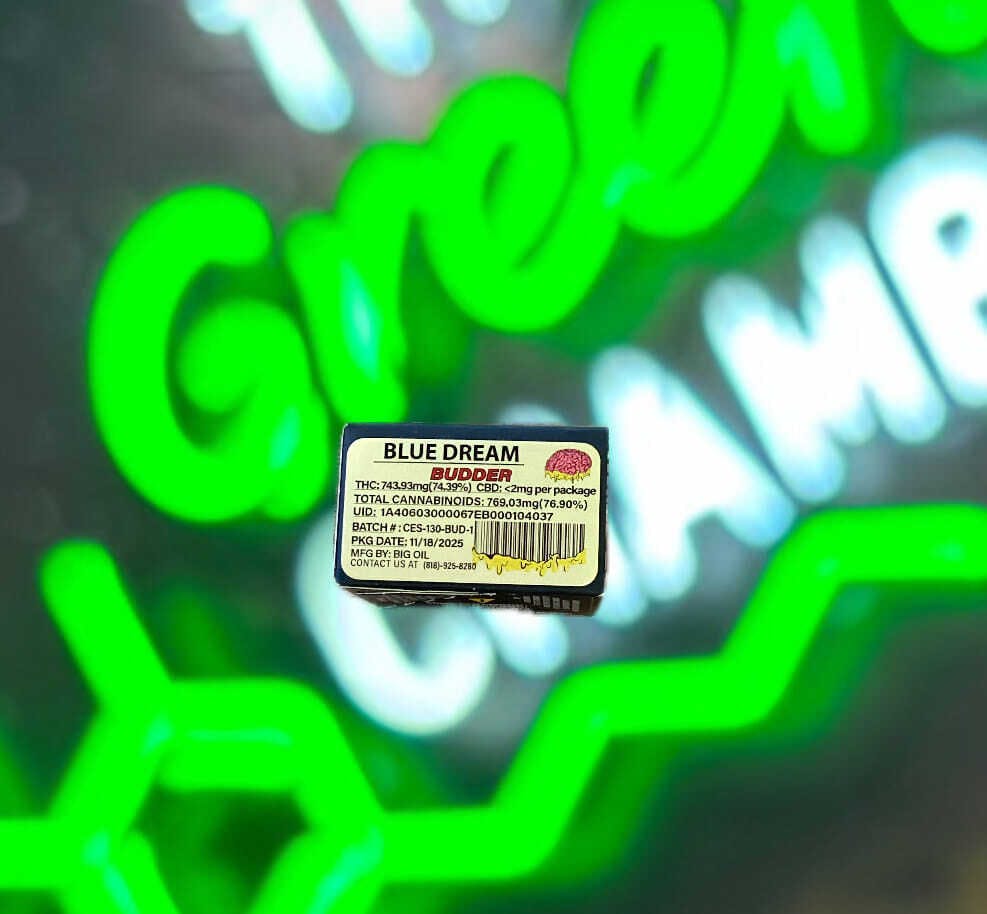 Green
CHAMB
BLUE DREAM
BUDDER
THC: 743.93mg(74.39%) CBD: <2mg per package
TOTAL CANNABINOIDS: 769.03mg(76.90%)
UID: 1A40603000067EB000104037
BATCH # : CES-130-BUD-1
PKG DATE: 11/18/2025
MFG BY: BIG OIL
CONTACT US AT (818)-925-8280